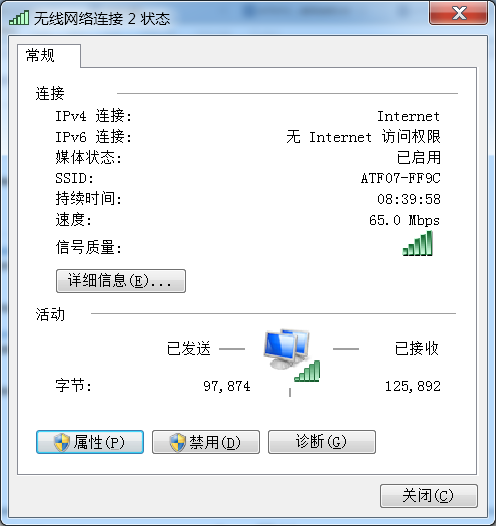 无线网络连接 2 状态
常规
连接
IPv4 连接: Internet
IPv6 连接: 无 Internet 访问权限
媒体状态: 已启用
SSID: ATF07-FF9C
持续时间: 08:39:58
速度: 65.0 Mbps
信号质量:
详细信息(E)...
活动
已发送 —— 已接收
字节: 97,874 125,892
属性(P) 禁用(D) 诊断(G)
关闭(C)